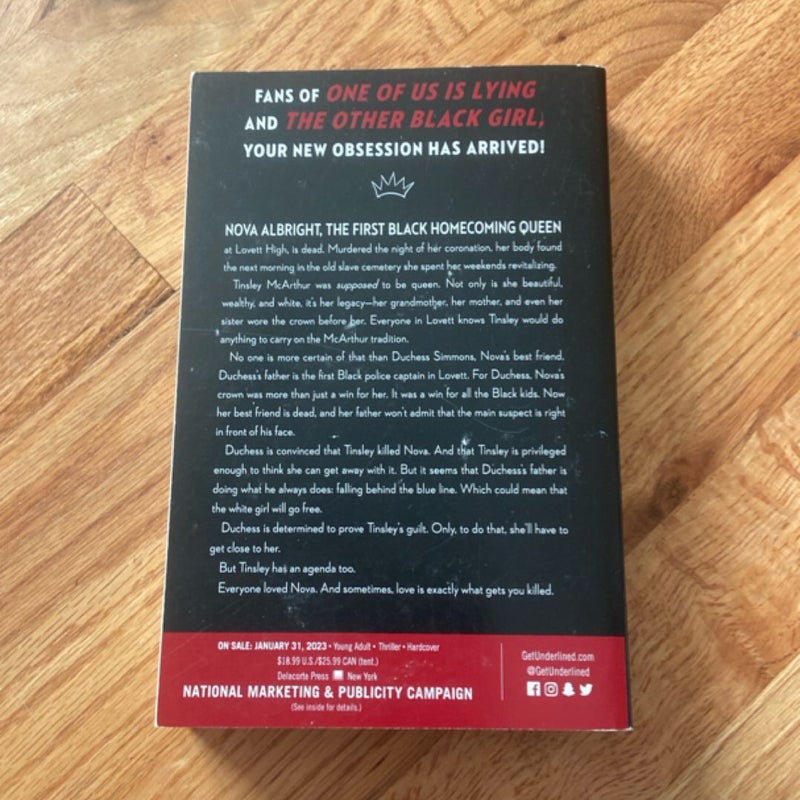 FANS OF ONE OF US IS LYING
AND THE OTHER BLACK GIRL,
YOUR NEW OBSESSION HAS ARRIVED!
NOVA ALBRIGHT, THE FIRST BLACK HOMECOMING QUEEN
at Lovett High, is dead. Murdered the night of her coronation, her body found
the next morning in the old slave cemetery she spent her weekends revitalizing.
Tinsley McArthur was supposed to be queen. Not only is she beautiful,
wealthy, and white, it's her legacy—her grandmother, her mother, and even her
sister wore the crown before her. Everyone in Lovett knows Tinsley would do
anything to carry on the McArthur tradition.
No one is more certain of that than Duchess Simmons, Nova's best friend.
Duchess's father is the first Black police captain in Lovett. For Duchess, Nova's
crown was more than just a win for her. It was a win for all the Black kids. Now
her best friend is dead, and her father won't admit that the main suspect is right
in front of his face.
Duchess is convinced that Tinsley killed Nova. And that Tinsley is privileged
enough to think she can get away with it. But it seems that Duchess's father is
doing what he always does: falling behind the blue line. Which could mean that
the white girl will go free.
Duchess is determined to prove Tinsley's guilt. Only, to do that, she'll have to
get close to her.
But Tinsley has an agenda too.
Everyone loved Nova. And sometimes, love is exactly what gets you killed.
ON SALE: JANUARY 31, 2023 • Young Adult • Thriller • Hardcover
$18.99 U.S./$25.99 CAN (tent.)
Delacorte Press New York
NATIONAL MARKETING & PUBLICITY CAMPAIGN
(See inside for details.)
GetUnderlined.com
@GetUnderlined